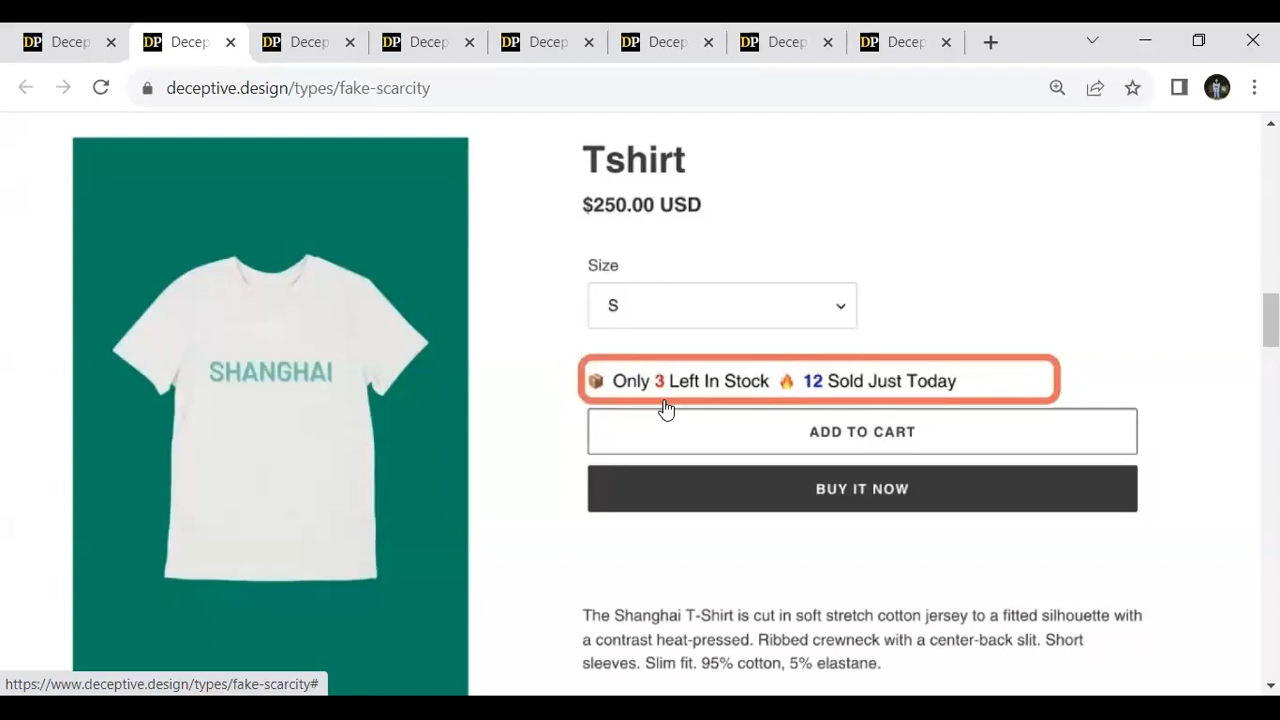 DP Decep
DP Decep
DP Decep
DP Decep
DP Decep
DP Decep
DP Decep
DP Decep
deceptive.design/types/fake-scarcity
Tshirt
$250.00 USD
Size
S
SHANGHAI
Only 3 Left In Stock 🔥 12 Sold Just Today
ADD TO CART
BUY IT NOW
The Shanghai T-Shirt is cut in soft stretch cotton jersey to a fitted silhouette with
a contrast heat-pressed. Ribbed crewneck with a center-back slit. Short
sleeves. Slim fit. 95% cotton, 5% elastane.
https://www.deceptive.design/types/fake-scarcity#